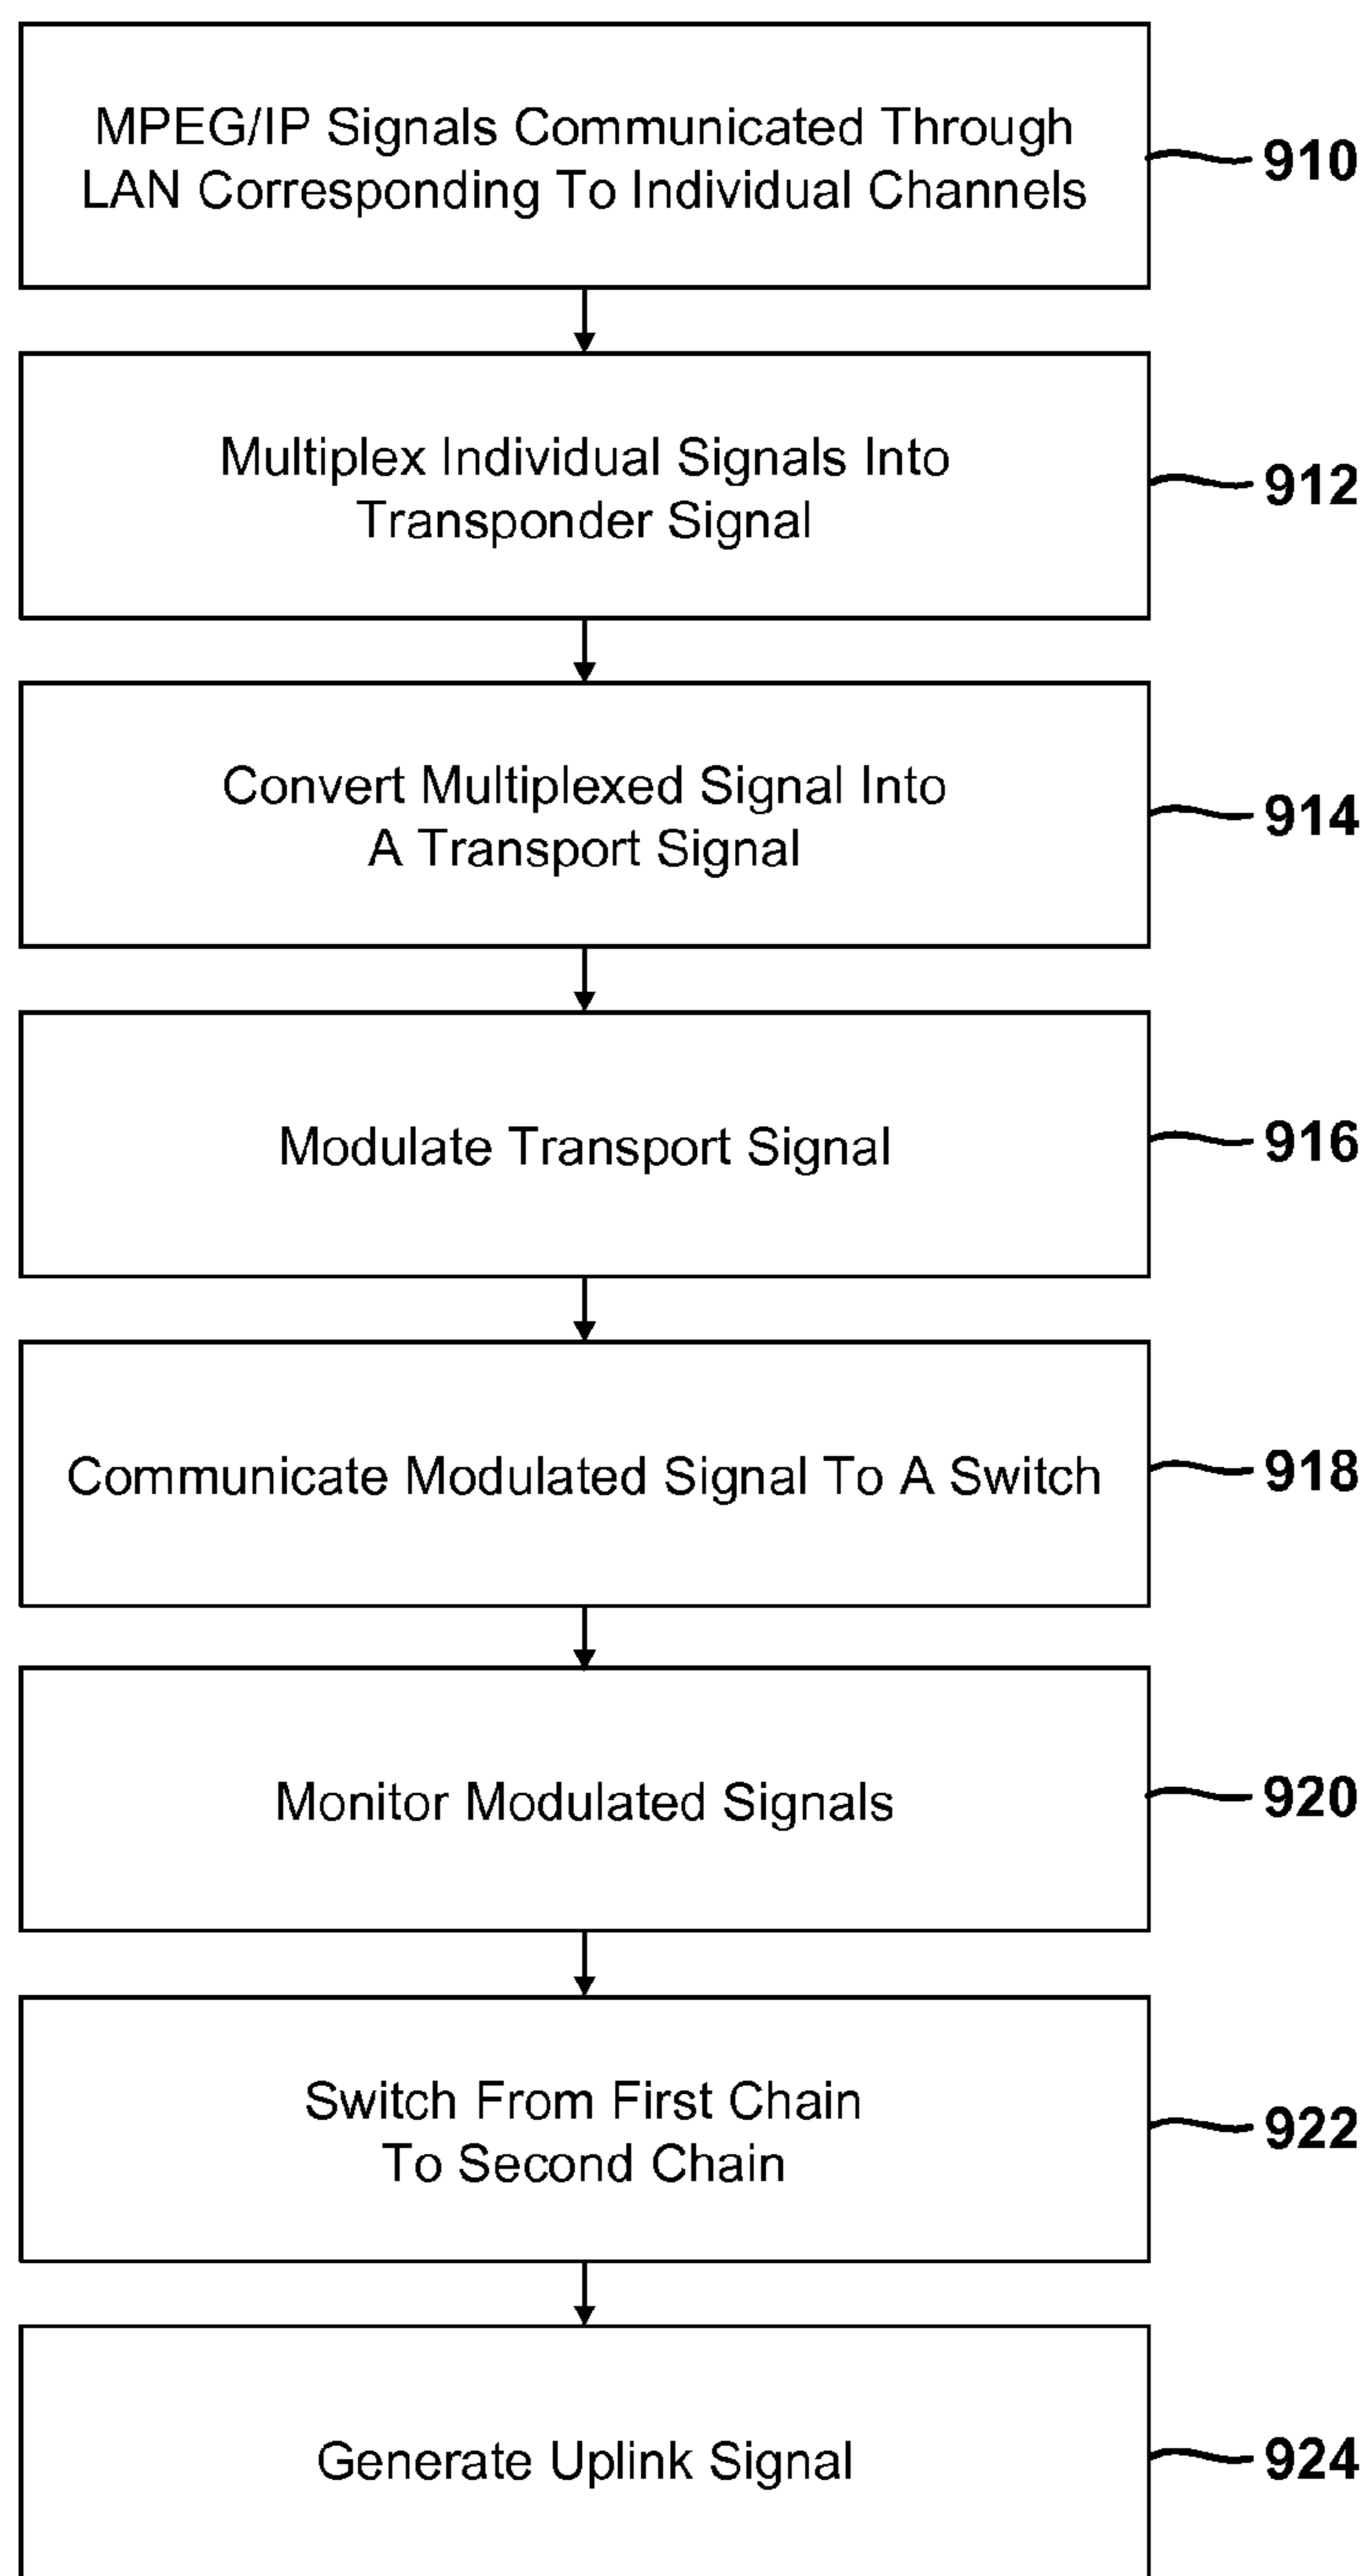 MPEG/IP Signals Communicated Through
LAN Corresponding To Individual Channels
910
Multiplex Individual Signals Into
Transponder Signal
912
Convert Multiplexed Signal Into
A Transport Signal
914
Modulate Transport Signal
916
Communicate Modulated Signal To A Switch
918
Monitor Modulated Signals
920
Switch From First Chain
To Second Chain
922
Generate Uplink Signal
924